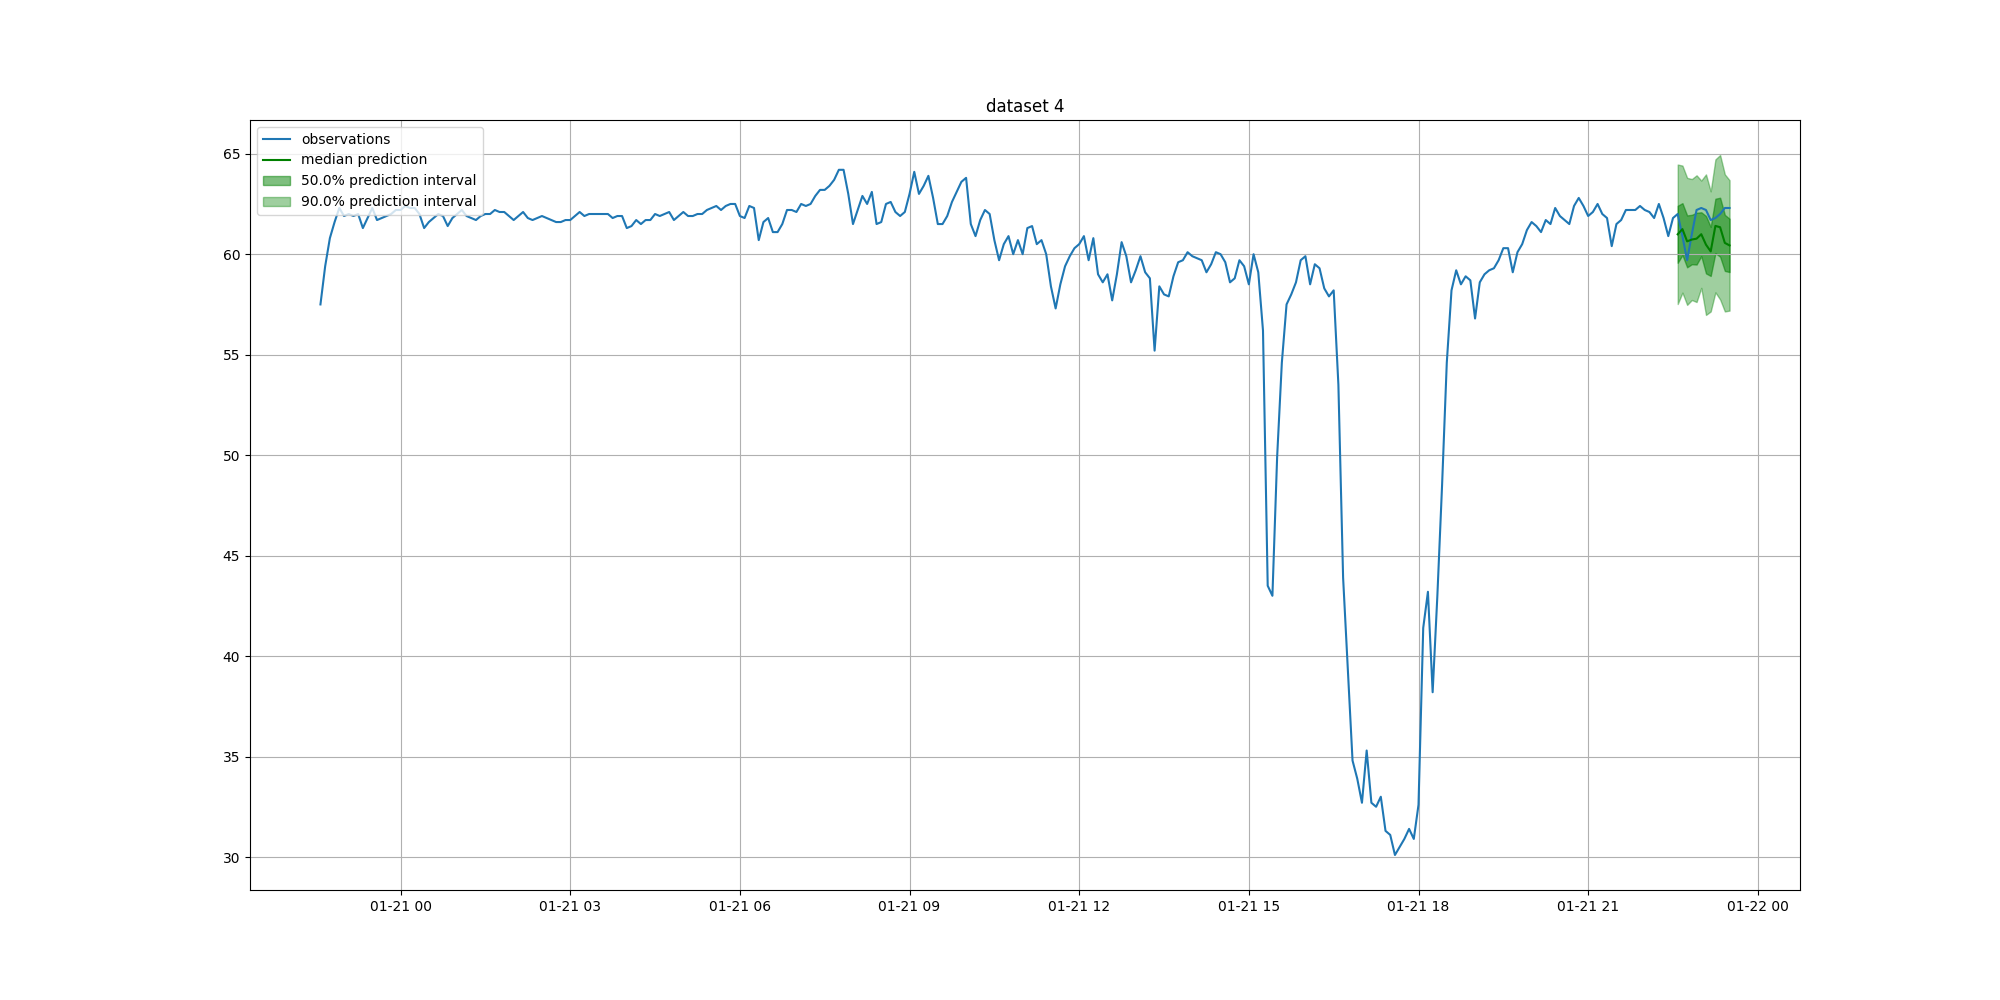 dataset 4
observations
median prediction
50.0% prediction interval
90.0% prediction interval
65
60
55
50
45
40
35
30
01-21 00 01-21 03 01-21 06 01-21 09 01-21 12 01-21 15 01-21 18 01-21 21 01-22 00